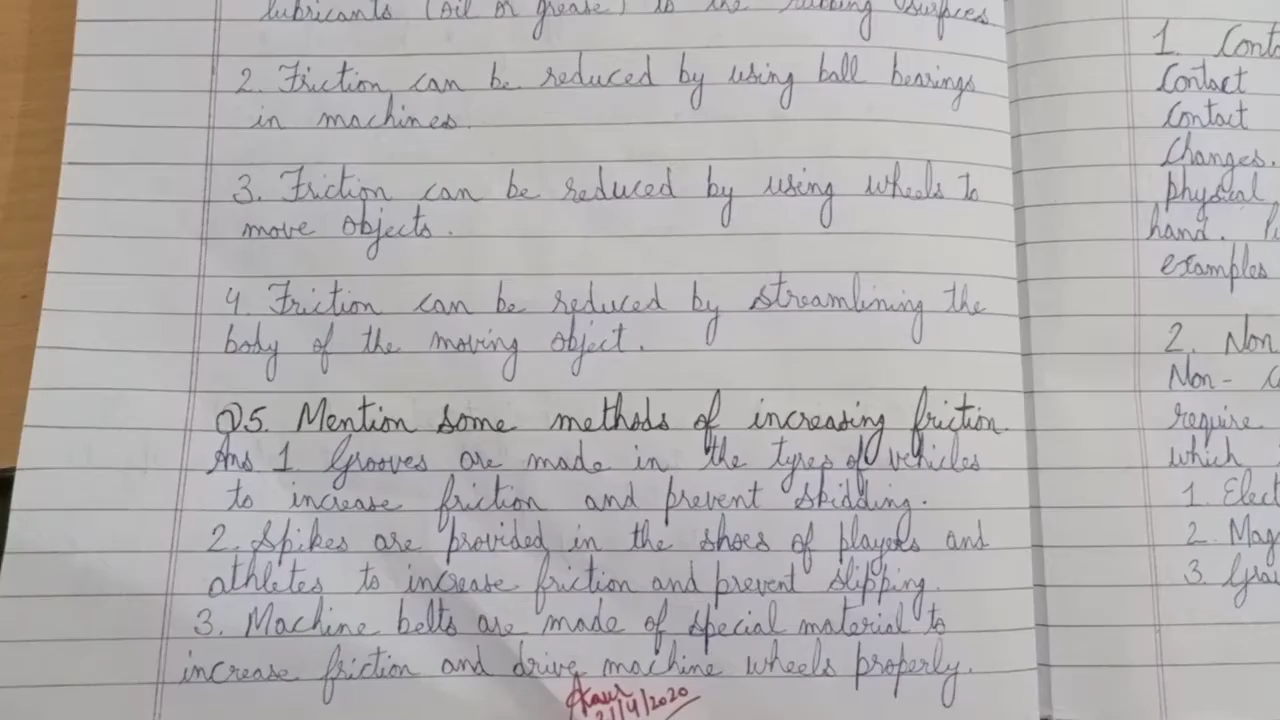 lubricants (oil or grease) to the rubbing surfaces
2. Friction can be reduced by using ball bearings
in machines.
3. Friction can be reduced by using wheels to
move objects.
4. Friction can be reduced by streamlining the
body of the moving object.
Q5. Mention some methods of increasing friction.
Ans 1. Grooves are made in the tyres of vehicles
to increase friction and prevent skidding.
2. Spikes are provided in the shoes of players and
athletes to increase friction and prevent slipping.
3. Machine belts are made of special material to
increase friction and drive machine wheels properly.
21/4/2020
1. Cont
Contact
Contact
Changes.
physical
hand.
examples
2. Non
Non-
require
which
1. Elect
2. Mag
3. Gra